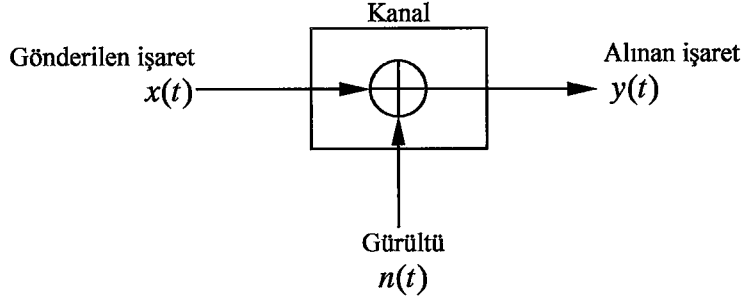 Kanal
Gönderilen işaret
x(t)
Alınan işaret
y(t)
Gürültü
n(t)